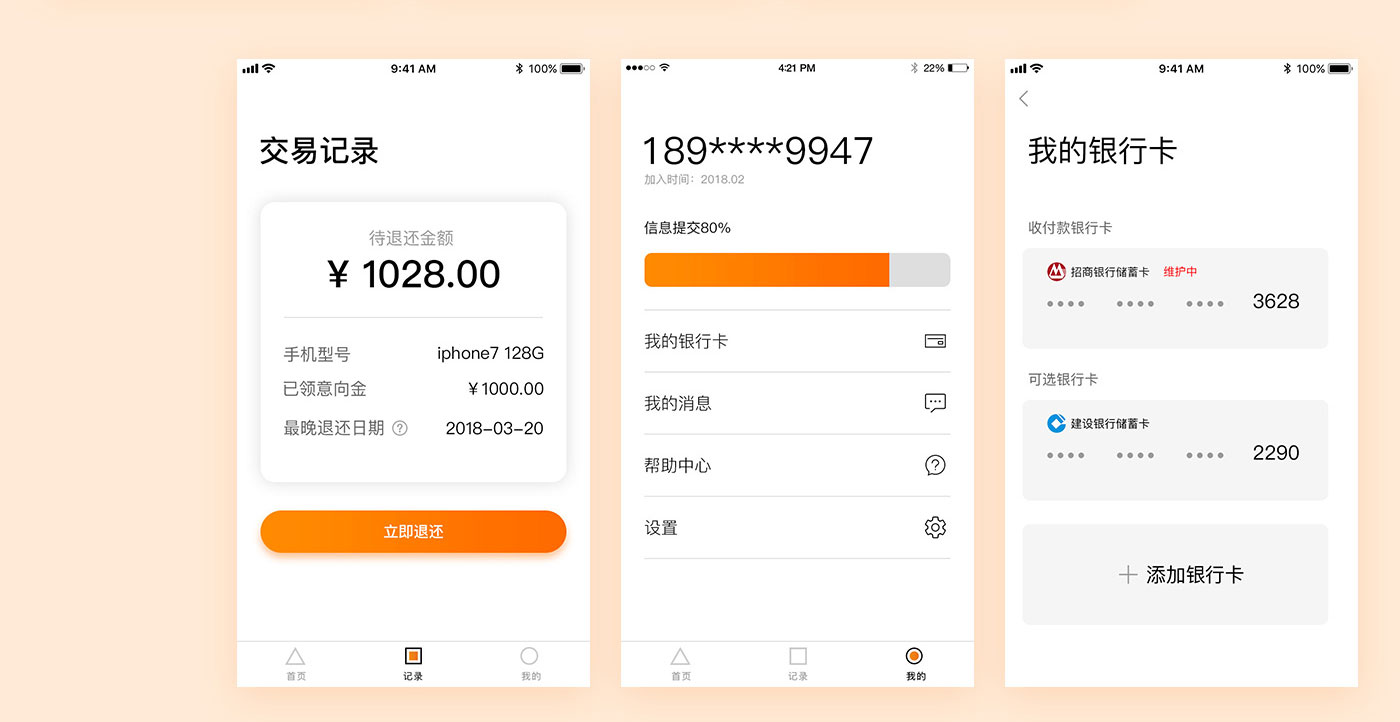 9:41 AM
100%
交易记录
待退还金额
¥ 1028.00
手机型号 iphone7 128G
已领意向金 ¥1000.00
最晚退还日期 ? 2018-03-20
立即退还
首页 记录 我的
4:21 PM
22%
189****9947
加入时间：2018.02
信息提交80%
我的银行卡
我的消息
帮助中心
设置
首页 记录 我的
9:41 AM
100%
我的银行卡
收付款银行卡
招商银行储蓄卡 维护中
•••• •••• •••• 3628
可选银行卡
建设银行储蓄卡
•••• •••• •••• 2290
+ 添加银行卡